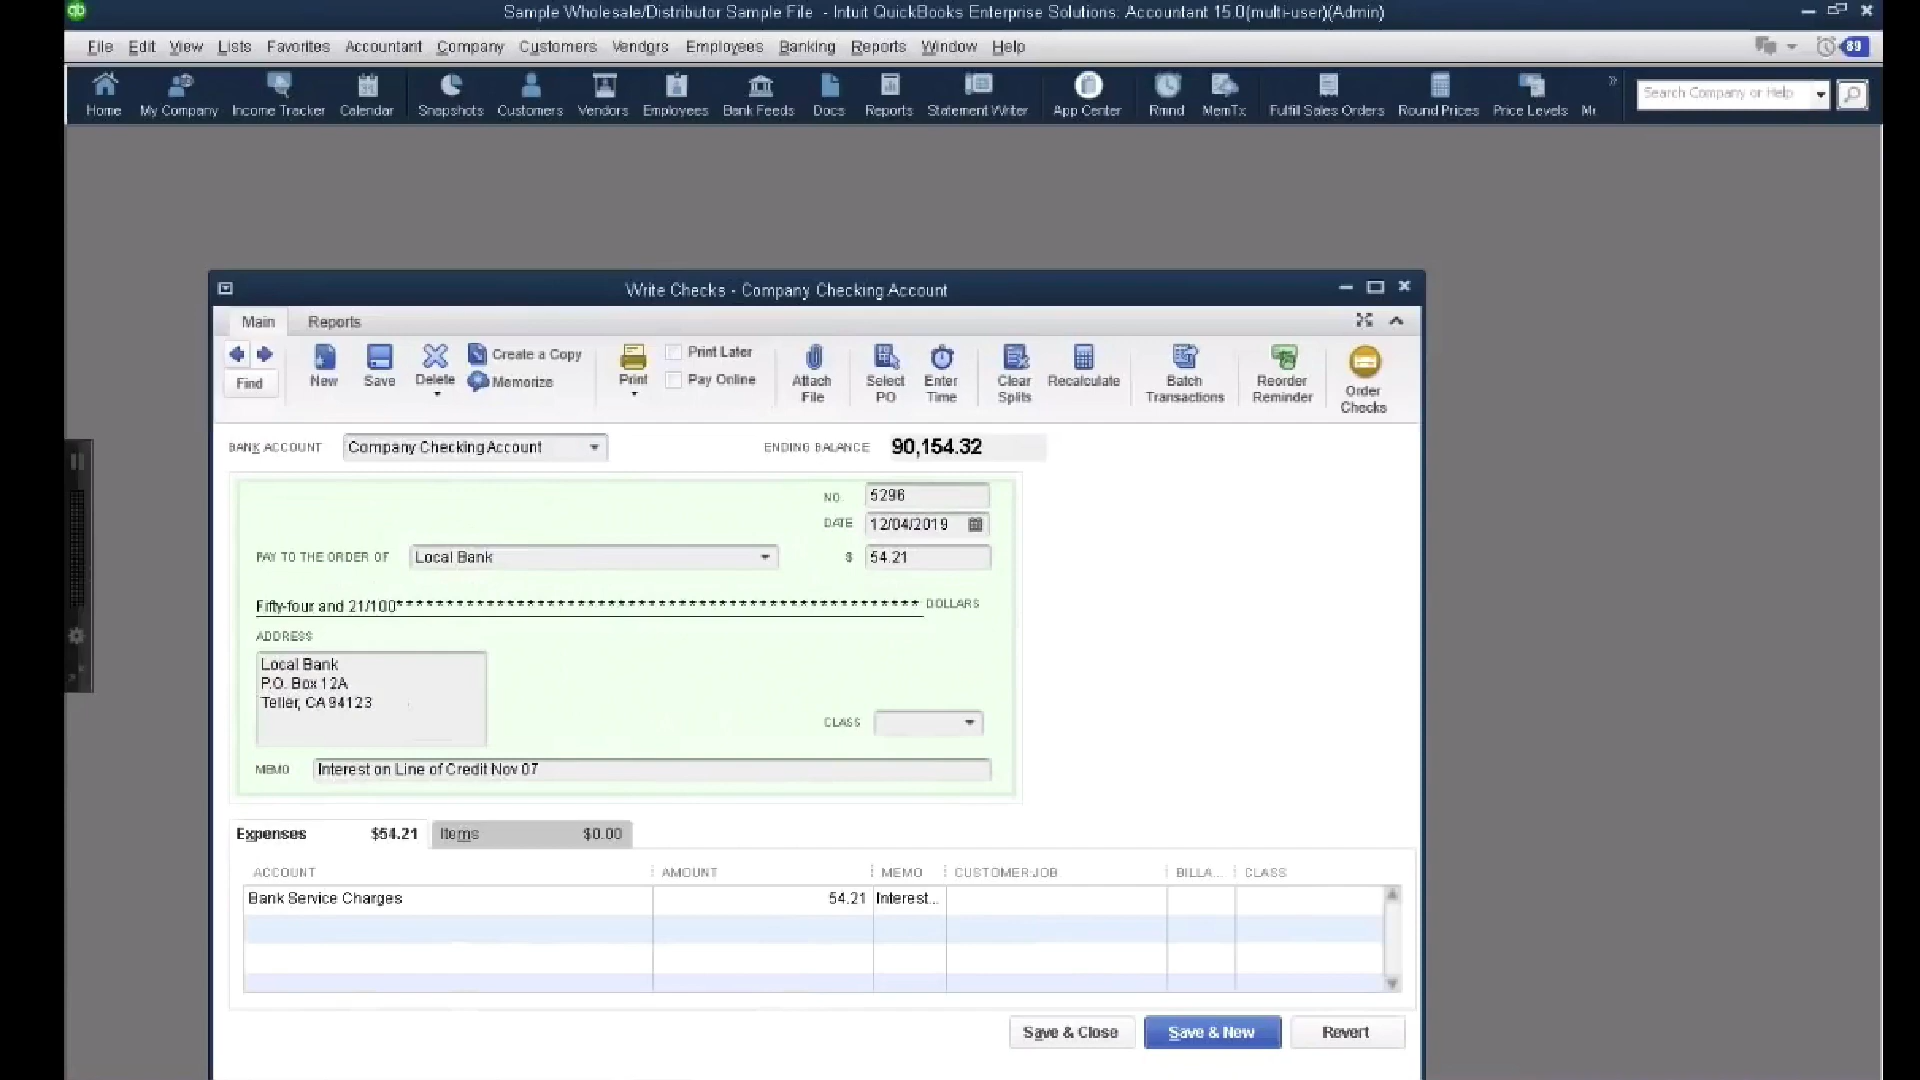 qb
Sample Wholesale/Distributor Sample File - Intuit QuickBooks Enterprise Solutions: Accountant 15.0(multi-user)(Admin)
File Edit View Lists Favorites Accountant Company Customers Vendors Employees Banking Reports Window Help
89
Home My Company Income Tracker Calendar Snapshots Customers Vendors Employees Bank Feeds Docs Reports Statement Writer App Center Rmnd MemTx Fulfill Sales Orders Round Prices Price Levels
Search Company or Help
Write Checks - Company Checking Account
Main Reports
Find
New
Save
Delete
Create a Copy
Memorize
Print
Print Later
Pay Online
Attach
File
Select
PO
Enter
Time
Clear
Splits
Recalculate
Batch
Transactions
Reorder
Reminder
Order
Checks
BANK ACCOUNT Company Checking Account ENDING BALANCE 90,154.32
NO. 5296
DATE 12/04/2019
PAY TO THE ORDER OF Local Bank $ 54.21
Fifty-four and 21/100**************************************************** DOLLARS
ADDRESS
Local Bank
P.O. Box 12A
Teller, CA 94123
CLASS
MEMO Interest on Line of Credit Nov 07
Expenses $54.21 Items $0.00
ACCOUNT AMOUNT MEMO CUSTOMER:JOB BILLA... CLASS
Bank Service Charges 54.21 Interest...
Save & Close Save & New Revert